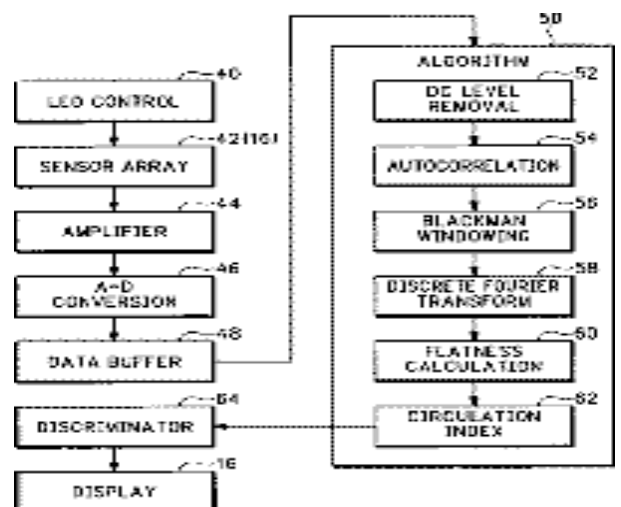 40
LED CONTROL
42(16)
SENSOR ARRAY
44
AMPLIFIER
46
A-D
CONVERSION
48
DATA BUFFER
64
DISCRIMINATOR
16
DISPLAY
50
ALGORITHM
52
DC LEVEL
REMOVAL
54
AUTOCORRELATION
56
BLACKMAN
WINDOWING
58
DISCRETE FOURIER
TRANSFORM
60
FLATNESS
CALCULATION
62
CIRCULATION
INDEX